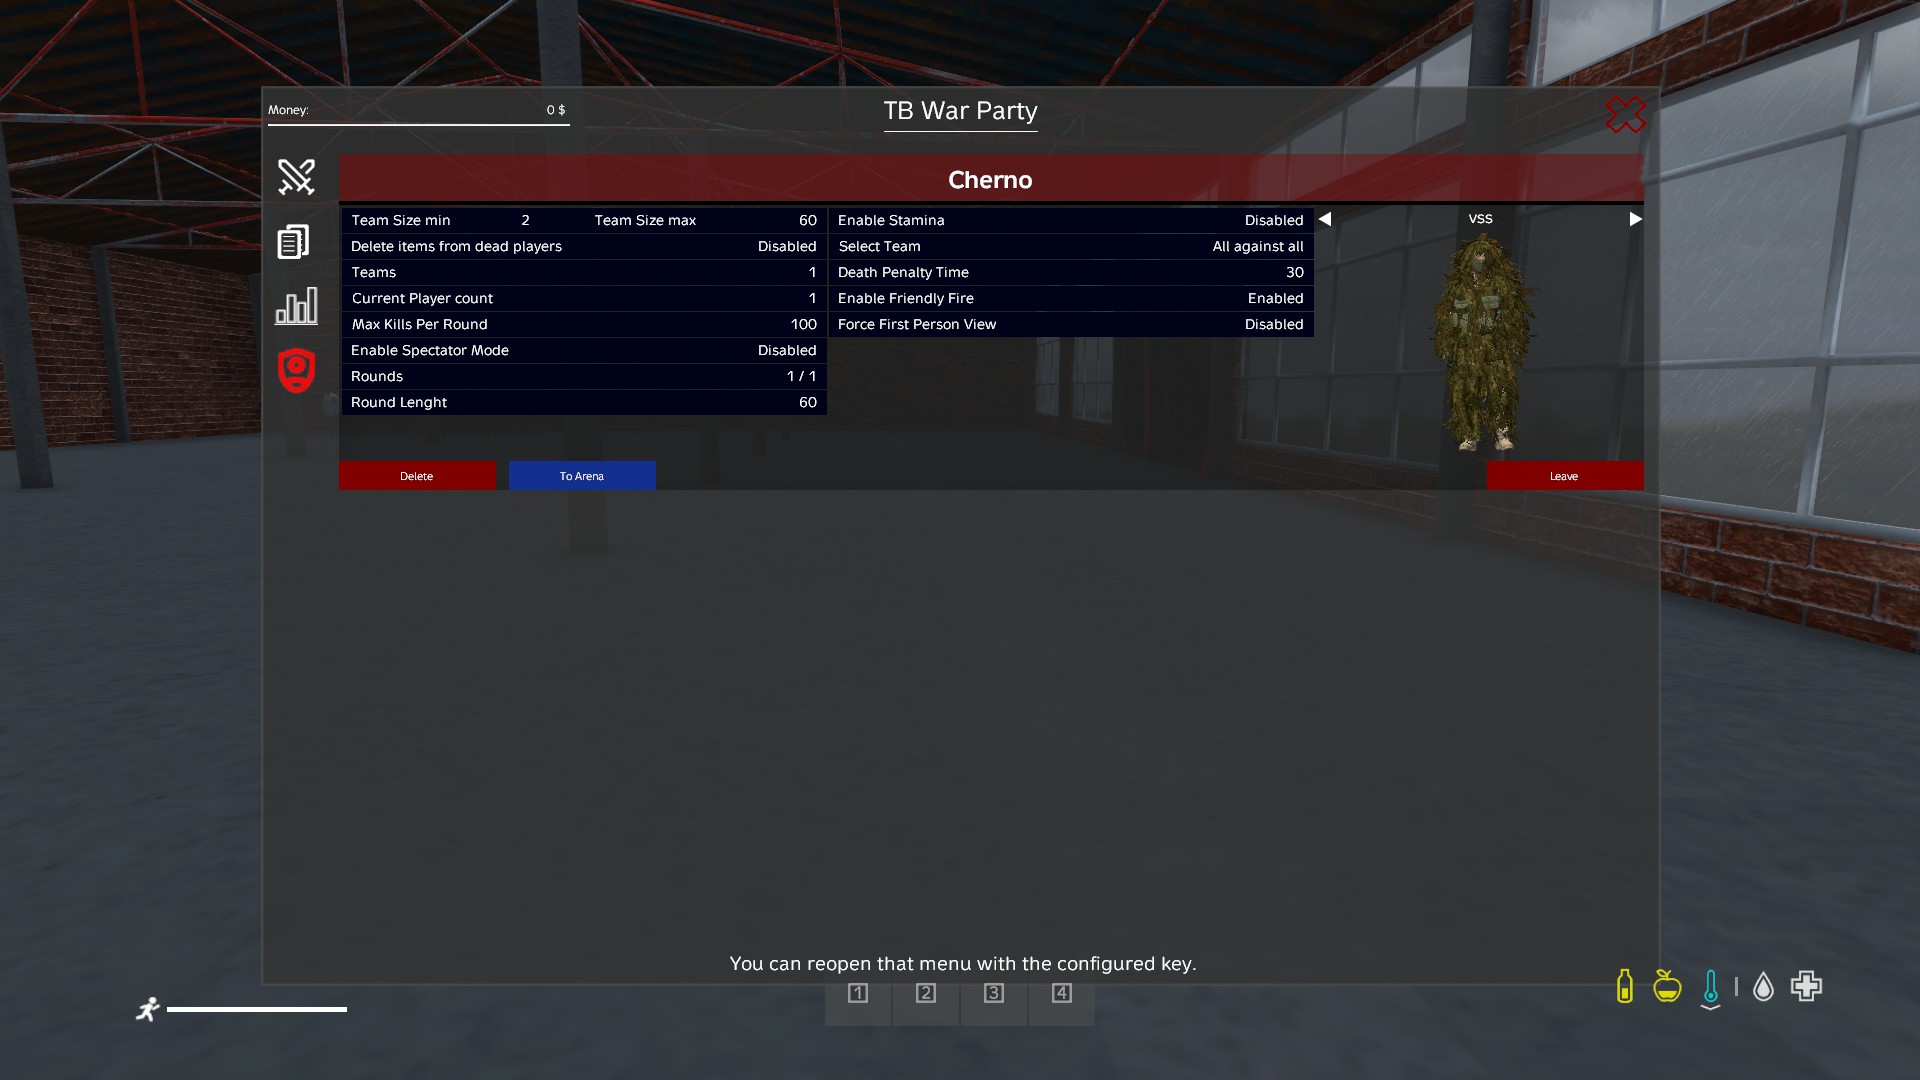 Money: 0 $
TB War Party
Cherno
Team Size min 2 Team Size max 60
Delete items from dead players Disabled
Teams 1
Current Player count 1
Max Kills Per Round 100
Enable Spectator Mode Disabled
Rounds 1 / 1
Round Lenght 60
Enable Stamina Disabled
Select Team All against all
Death Penalty Time 30
Enable Friendly Fire Enabled
Force First Person View Disabled
VSS
Delete
To Arena
Leave
You can reopen that menu with the configured key.
1 2 3 4